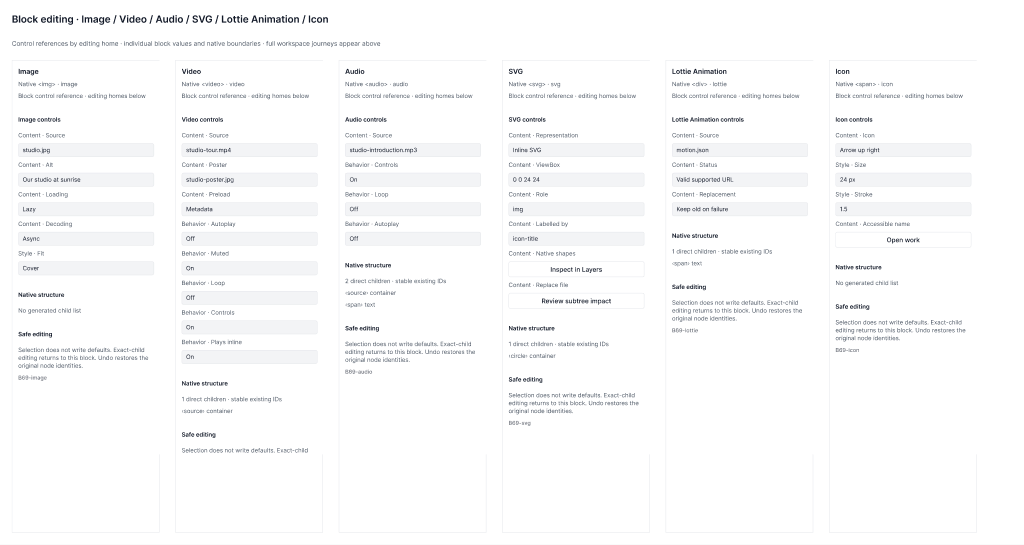 Block editing · Image / Video / Audio / SVG / Lottie Animation / Icon
Control references by editing home · individual block values and native boundaries · full workspace journeys appear above
Image
Native <img> · image
Block control reference · editing homes below
Image controls
Content · Source
studio.jpg
Content · Alt
Our studio at sunrise
Content · Loading
Lazy
Content · Decoding
Async
Style · Fit
Cover
Native structure
No generated child list
Safe editing
Selection does not write defaults. Exact-child
editing returns to this block. Undo restores the
original node identities.
B69-image
Video
Native <video> · video
Block control reference · editing homes below
Video controls
Content · Source
studio-tour.mp4
Content · Poster
studio-poster.jpg
Content · Preload
Metadata
Behavior · Autoplay
Off
Behavior · Muted
On
Behavior · Loop
Off
Behavior · Controls
On
Behavior · Plays inline
On
Native structure
1 direct children · stable existing IDs
‹source› container
Safe editing
Selection does not write defaults. Exact-child
Audio
Native <audio> · audio
Block control reference · editing homes below
Audio controls
Content · Source
studio-introduction.mp3
Behavior · Controls
On
Behavior · Loop
Off
Behavior · Autoplay
Off
Native structure
2 direct children · stable existing IDs
‹source› container
‹span› text
Safe editing
Selection does not write defaults. Exact-child
editing returns to this block. Undo restores the
original node identities.
B69-audio
SVG
Native <svg> · svg
Block control reference · editing homes below
SVG controls
Content · Representation
Inline SVG
Content · ViewBox
0 0 24 24
Content · Role
img
Content · Labelled by
icon-title
Content · Native shapes
Inspect in Layers
Content · Replace file
Review subtree impact
Native structure
1 direct children · stable existing IDs
‹circle› container
Safe editing
Selection does not write defaults. Exact-child
editing returns to this block. Undo restores the
original node identities.
B69-svg
Lottie Animation
Native <div> · lottie
Block control reference · editing homes below
Lottie Animation controls
Content · Source
motion.json
Content · Status
Valid supported URL
Content · Replacement
Keep old on failure
Native structure
1 direct children · stable existing IDs
‹span› text
Safe editing
Selection does not write defaults. Exact-child
editing returns to this block. Undo restores the
original node identities.
B69-lottie
Icon
Native <span> · icon
Block control reference · editing homes below
Icon controls
Content · Icon
Arrow up right
Style · Size
24 px
Style · Stroke
1.5
Content · Accessible name
Open work
Native structure
No generated child list
Safe editing
Selection does not write defaults. Exact-child
editing returns to this block. Undo restores the
original node identities.
B69-icon